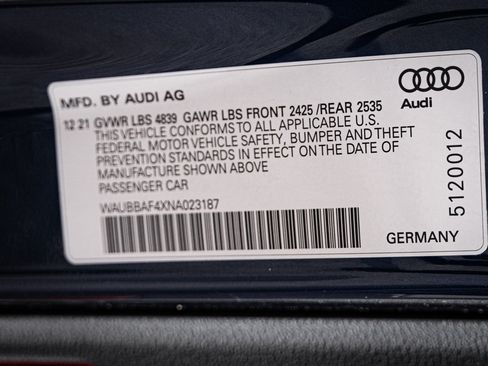 MFD. BY AUDI AG
12 21 GVWR LBS 4839 GAWR LBS FRONT 2425 /REAR 2535
THIS VEHICLE CONFORMS TO ALL APPLICABLE U.S.
FEDERAL MOTOR VEHICLE SAFETY, BUMPER AND THEFT
PREVENTION STANDARDS IN EFFECT ON THE DATE OF
MANUFACTURE SHOWN ABOVE
PASSENGER CAR
WAUBBAF4XNA023187
Audi
5120012
GERMANY